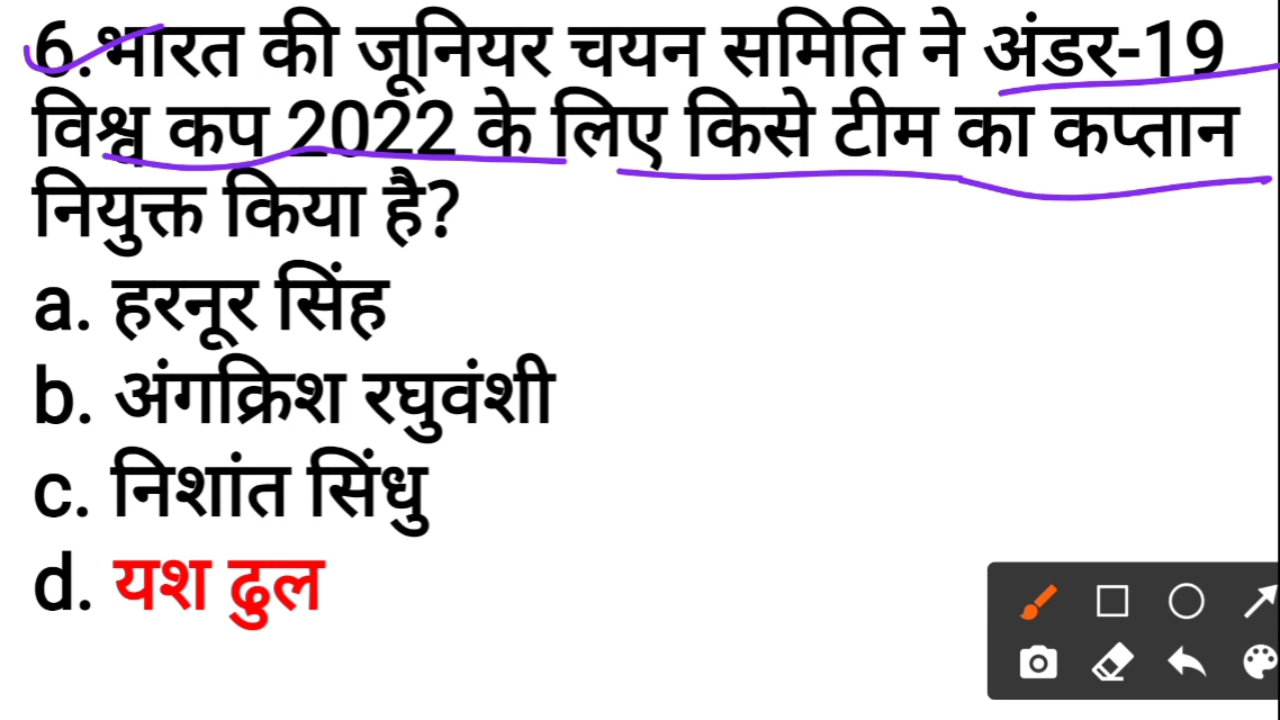 6. भारत की जूनियर चयन समिति ने अंडर-19
विश्व कप 2022 के लिए किसे टीम का कप्तान
नियुक्त किया है?
a. हरनूर सिंह
b. अंगक्रिश रघुवंशी
c. निशांत सिंधु
d. यश ढुल